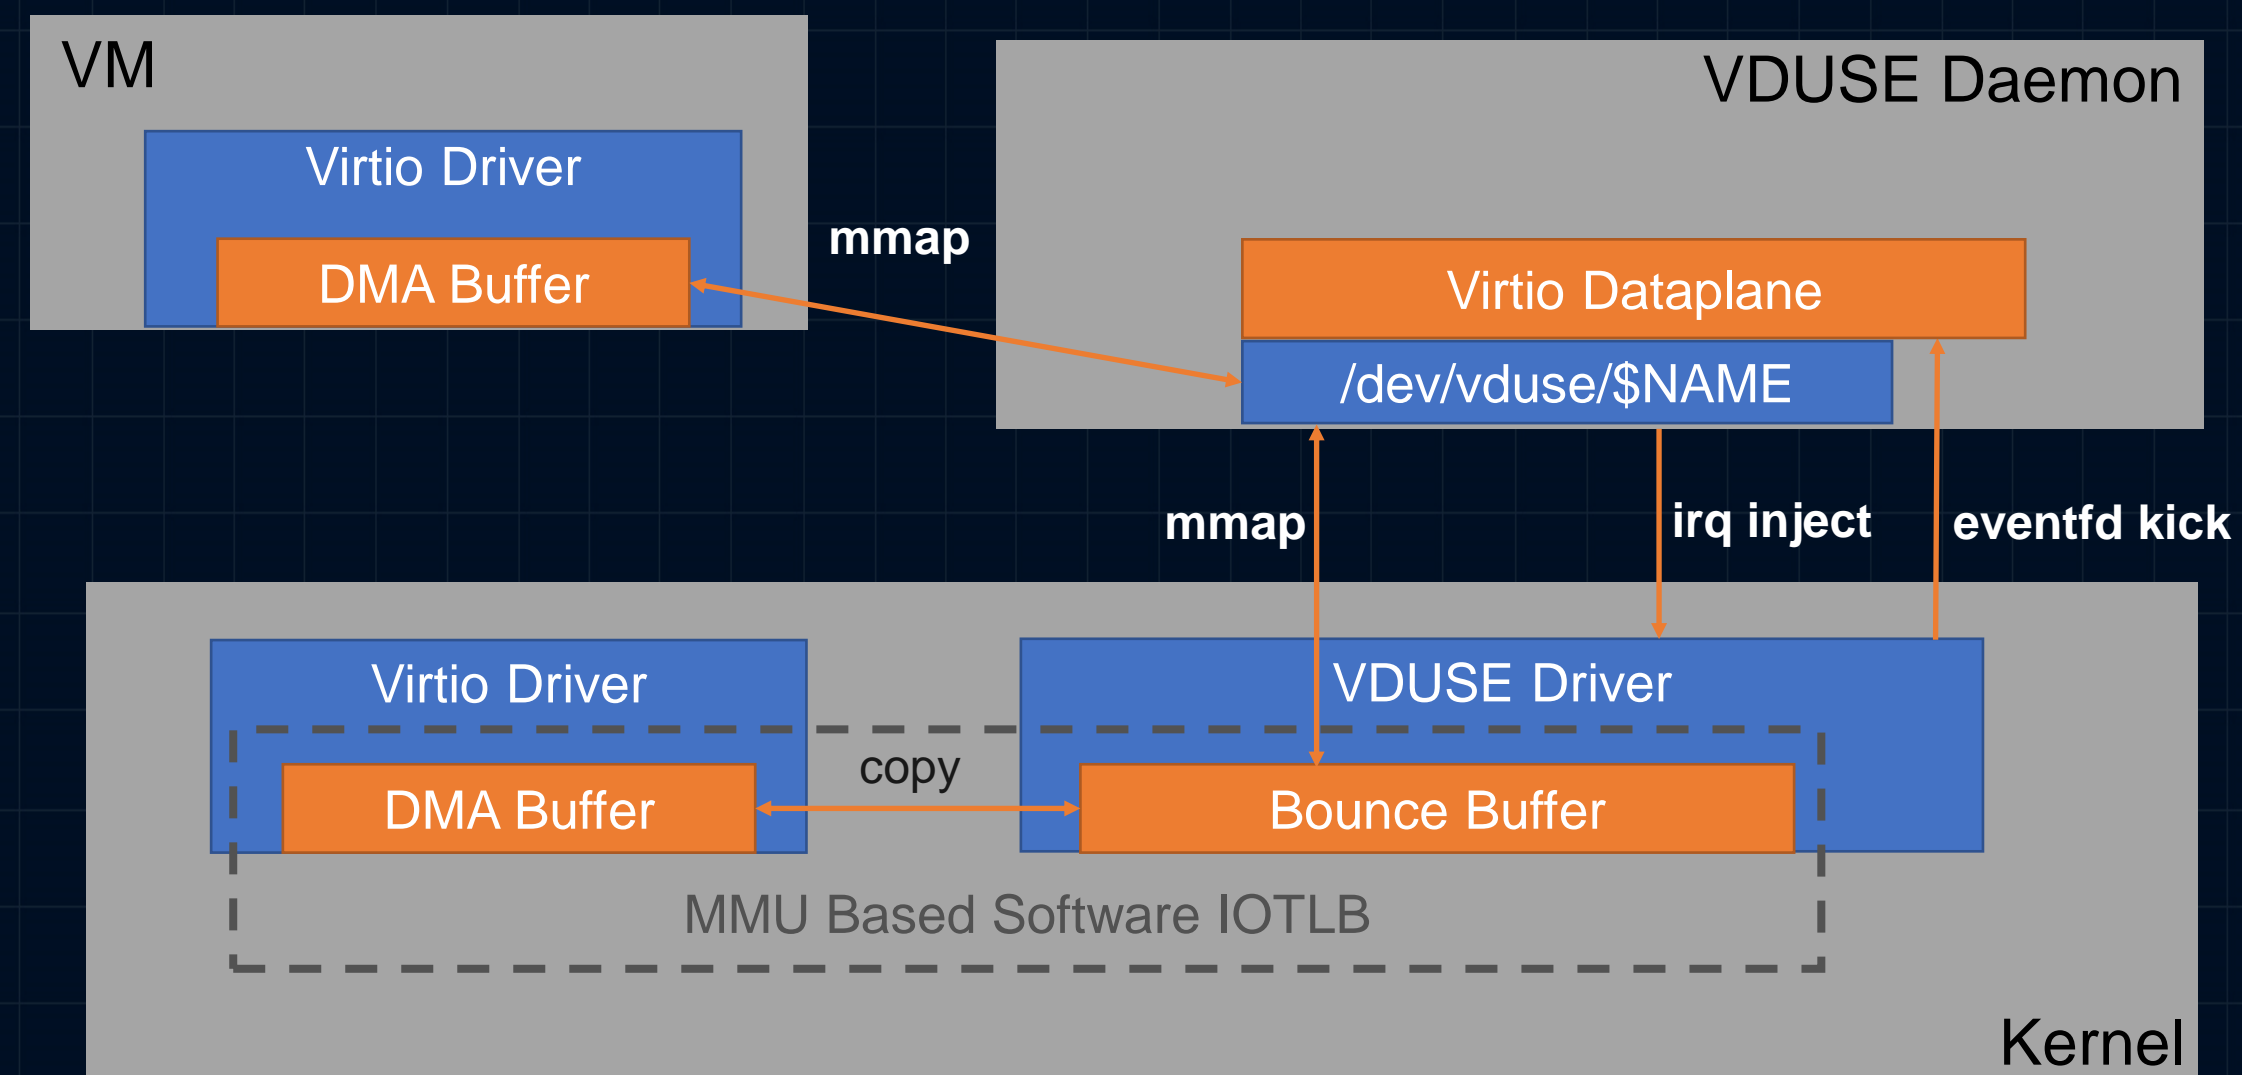 VM
VDUSE Daemon
Virtio Driver
mmap
DMA Buffer
Virtio Dataplane
/dev/vduse/$NAME
mmap
irq inject
eventfd kick
Virtio Driver
VDUSE Driver
copy
DMA Buffer
Bounce Buffer
MMU Based Software IOTLB
Kernel